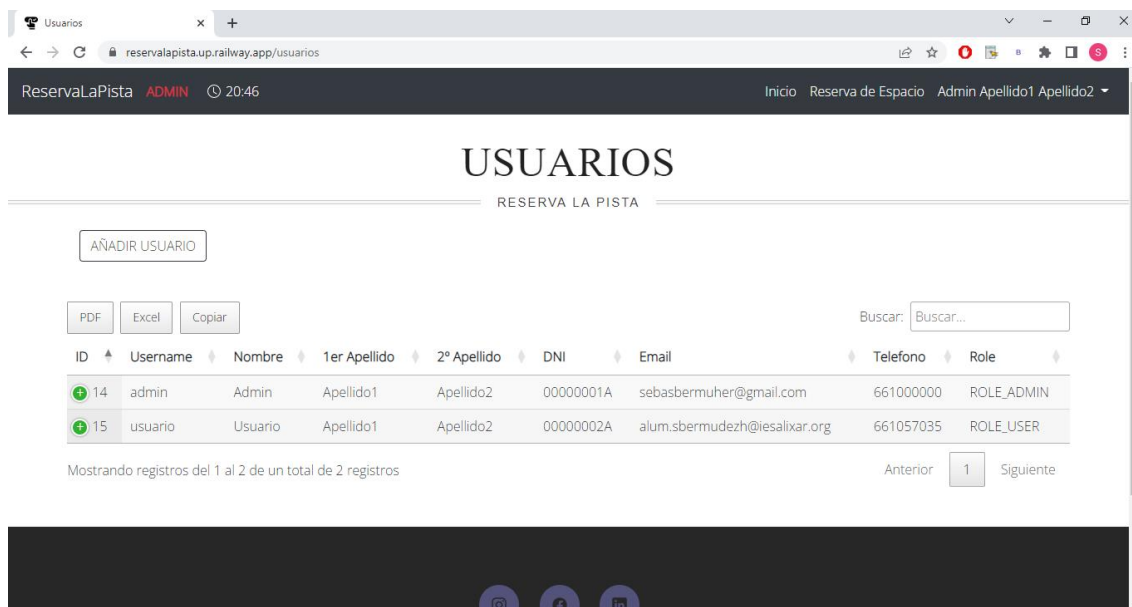 Usuarios
reservalapista.up.railway.app/usuarios
ReservaLaPista ADMIN 20:46 Inicio Reserva de Espacio Admin Apellido1 Apellido2
USUARIOS
RESERVA LA PISTA
AÑADIR USUARIO
PDF Excel Copiar Buscar: Buscar...
ID Username Nombre 1er Apellido 2º Apellido DNI Email Telefono Role
14 admin Admin Apellido1 Apellido2 00000001A sebasbermuher@gmail.com 661000000 ROLE_ADMIN
15 usuario Usuario Apellido1 Apellido2 00000002A alum.sbermudezh@iesalixar.org 661057035 ROLE_USER
Mostrando registros del 1 al 2 de un total de 2 registros Anterior 1 Siguiente